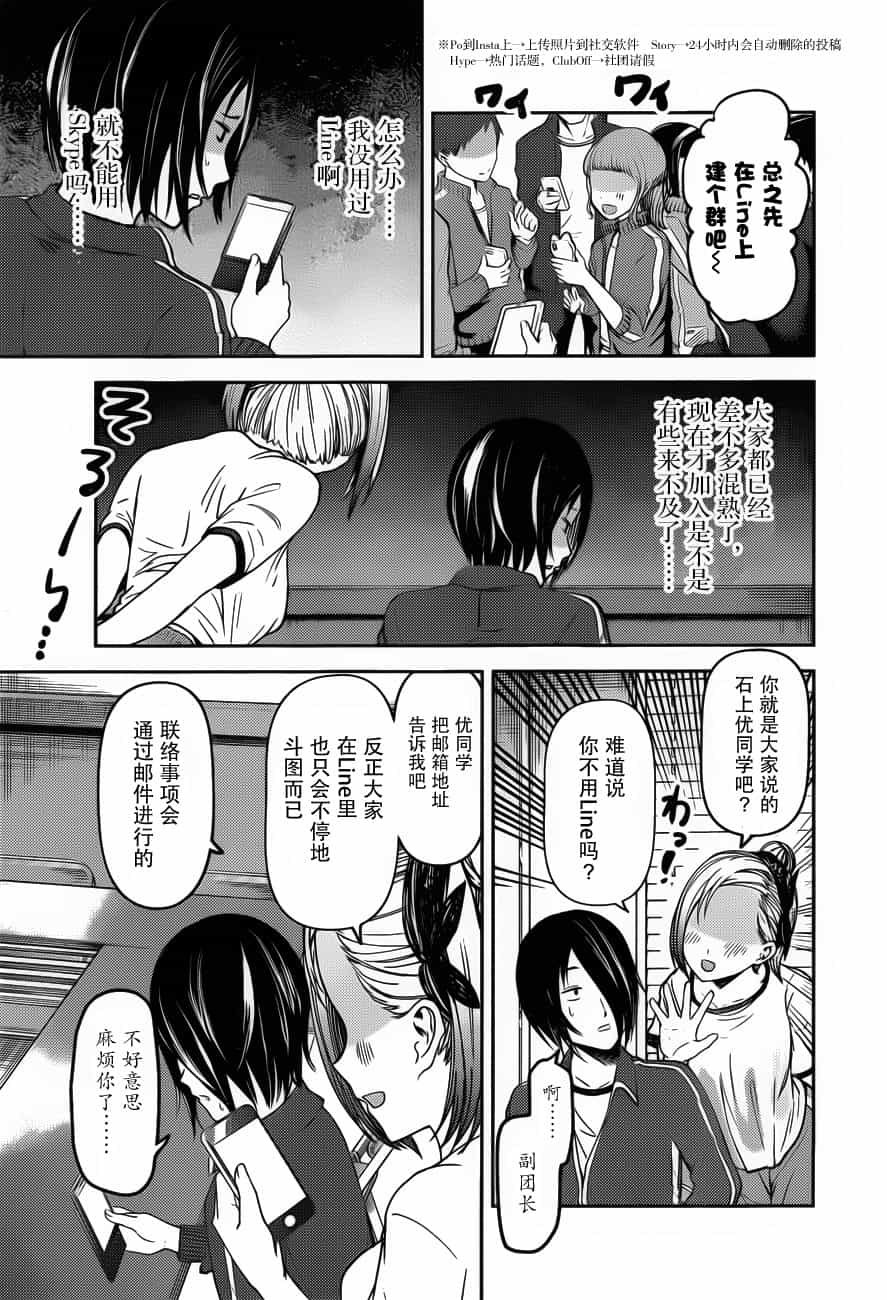 ※Po到Insta上→上传照片到社交软件　Story→24小时内会自动删除的投稿
Hype→热门话题，ClubOff→社团请假
总之先
在Line上
建个群吧~
ワイ
ワイ
怎么办……
我没用过
Line啊
就不能用
Skype吗……
大家都已经
差不多混熟了，
现在才加入是不是
有些来不及了……
そろーり…
你就是大家说的
石上优同学吧？
わっ！
难道说
你不用Line吗？
啊……
副团长
优同学
把邮箱地址
告诉我吧
反正大家
在Line里
也只会不停地
斗图而已
联络事项会
通过邮件进行的
不好意思
麻烦你了……